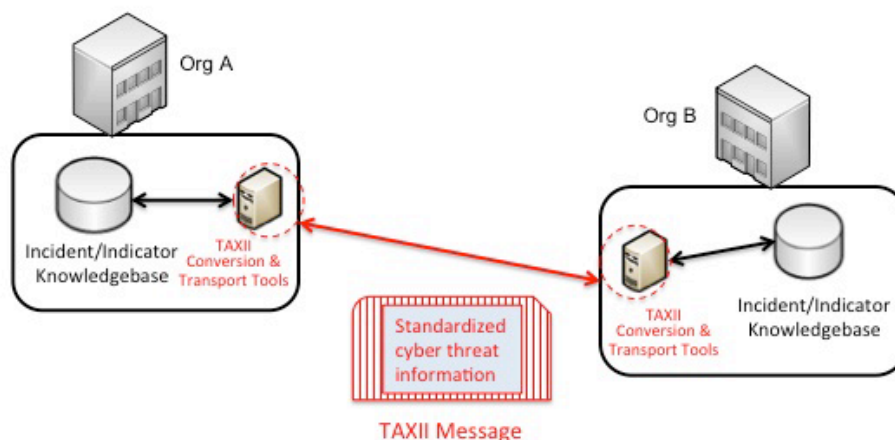 Org A
Incident/Indicator
Knowledgebase
TAXII
Conversion &
Transport Tools
Org B
TAXII
Conversion &
Transport Tools
Incident/Indicator
Knowledgebase
Standardized
cyber threat
information
TAXII Message